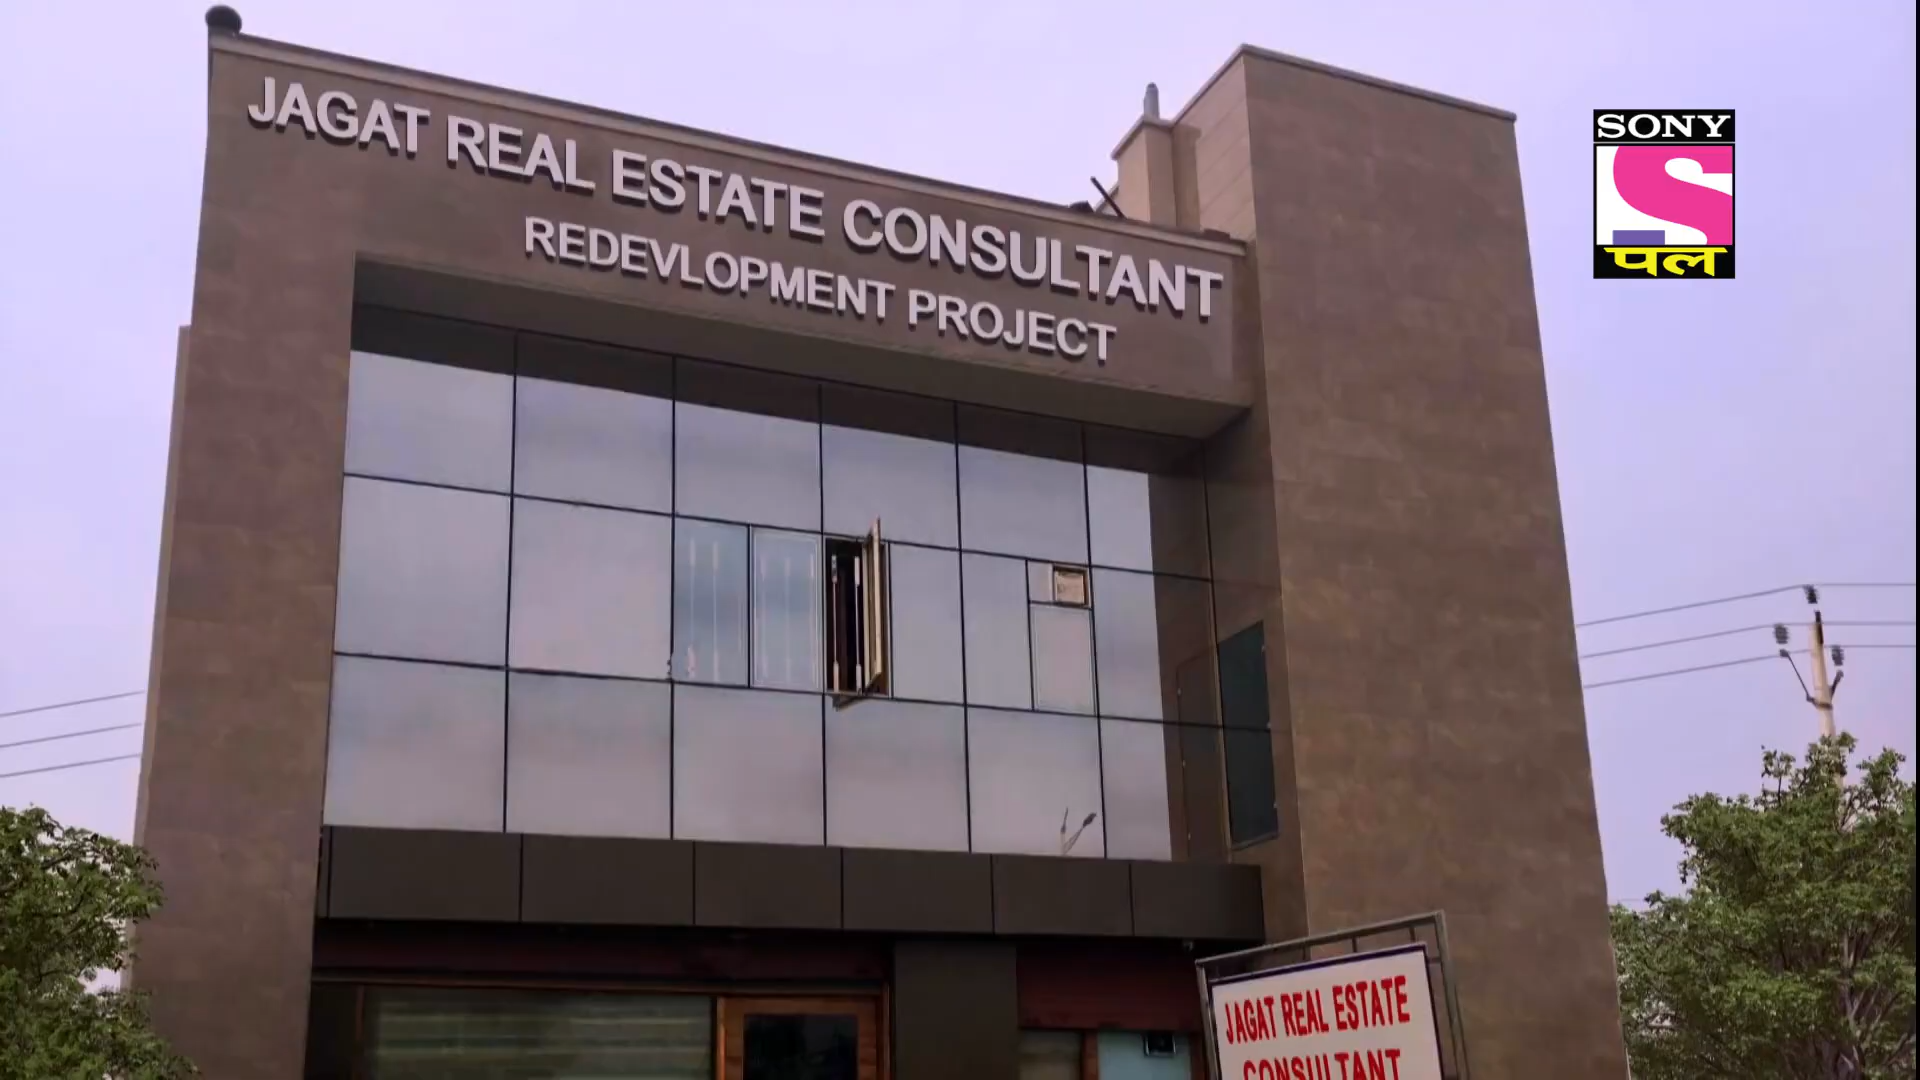 JAGAT REAL ESTATE CONSULTANT
REDEVLOPMENT PROJECT
SONY
पल
JAGAT REAL ESTATE
CONSULTANT